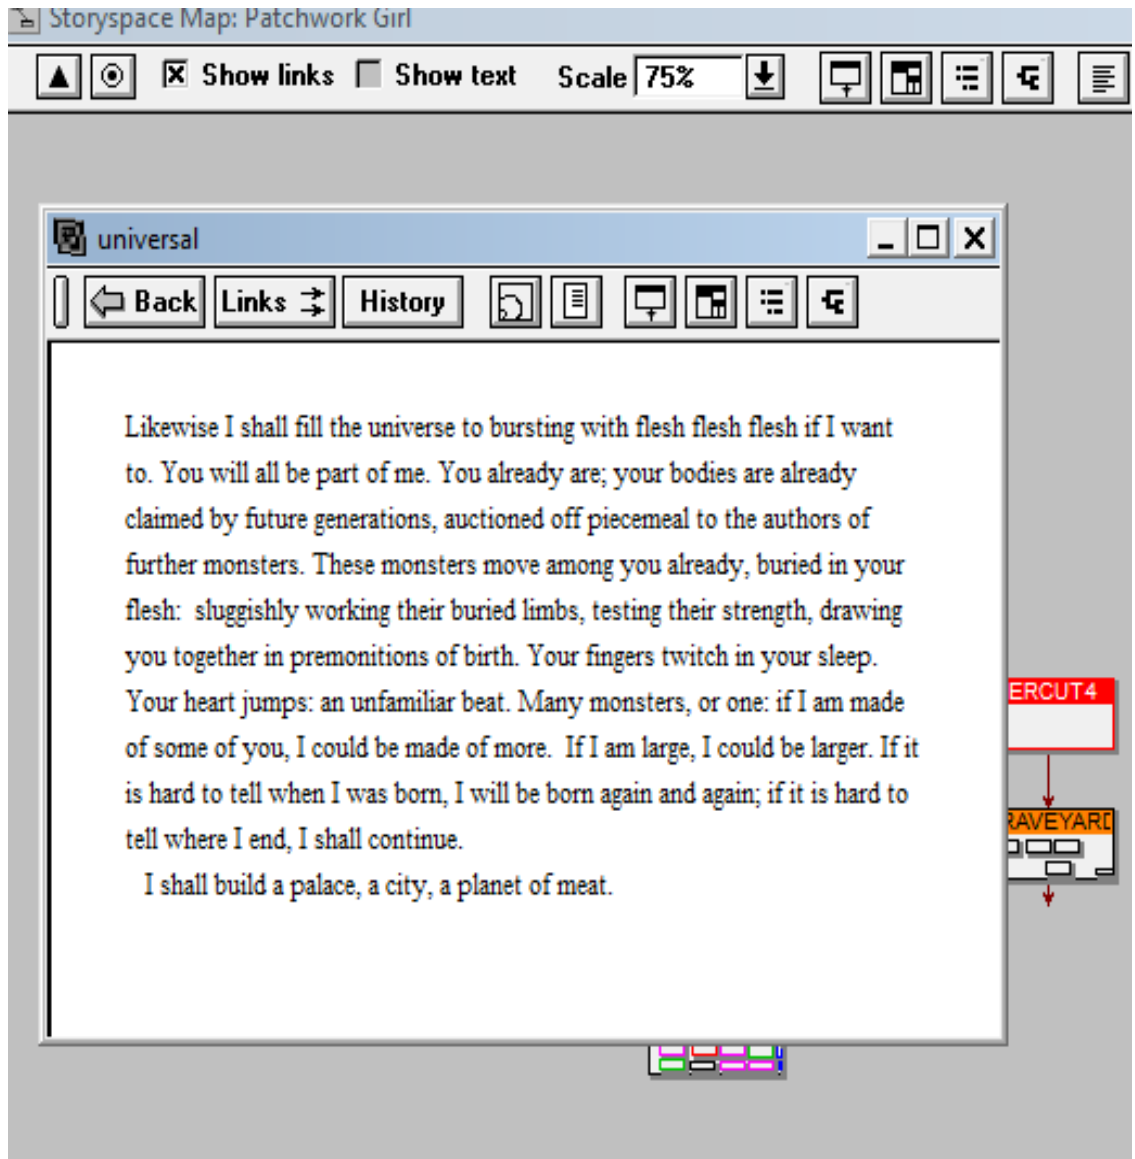 Storyspace Map: Patchwork Girl
Show links Show text Scale 75%
universal
Back Links History
Likewise I shall fill the universe to bursting with flesh flesh flesh if I want
to. You will all be part of me. You already are; your bodies are already
claimed by future generations, auctioned off piecemeal to the authors of
further monsters. These monsters move among you already, buried in your
flesh:  sluggishly working their buried limbs, testing their strength, drawing
you together in premonitions of birth. Your fingers twitch in your sleep.
Your heart jumps: an unfamiliar beat. Many monsters, or one: if I am made
of some of you, I could be made of more.  If I am large, I could be larger. If it
is hard to tell when I was born, I will be born again and again; if it is hard to
tell where I end, I shall continue.
I shall build a palace, a city, a planet of meat.
ERCUT4
RAVEYARD